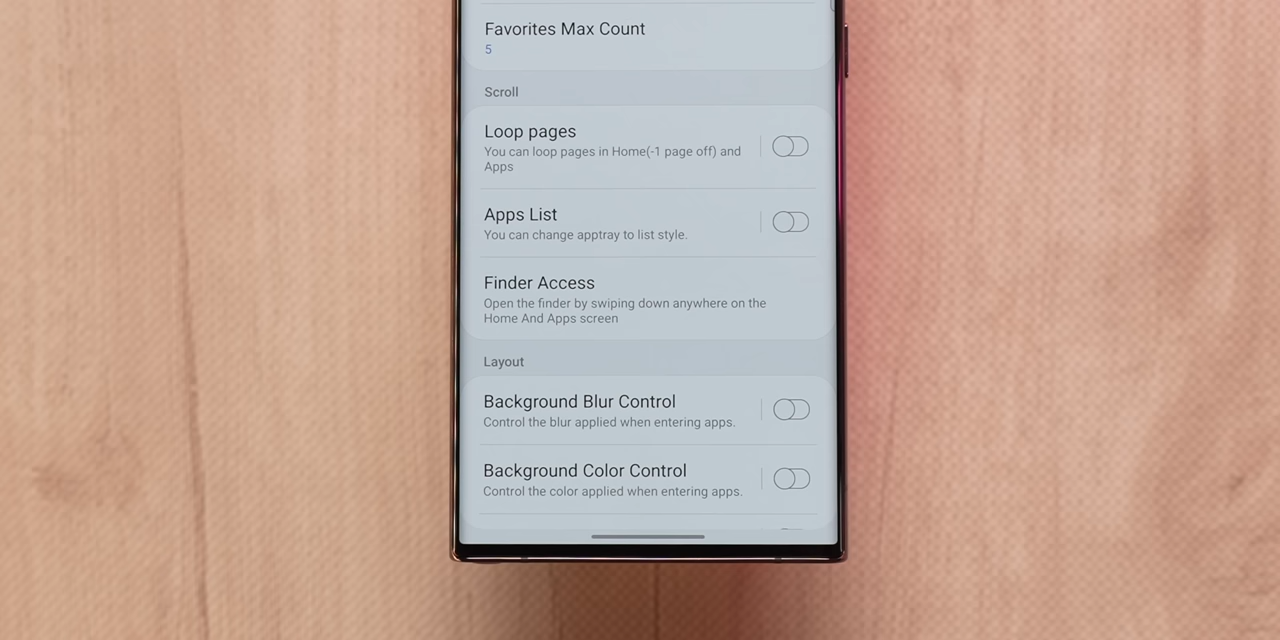 Favorites Max Count
5
Scroll
Loop pages
You can loop pages in Home(-1 page off) and
Apps
Apps List
You can change apptray to list style.
Finder Access
Open the finder by swiping down anywhere on the
Home And Apps screen
Layout
Background Blur Control
Control the blur applied when entering apps.
Background Color Control
Control the color applied when entering apps.